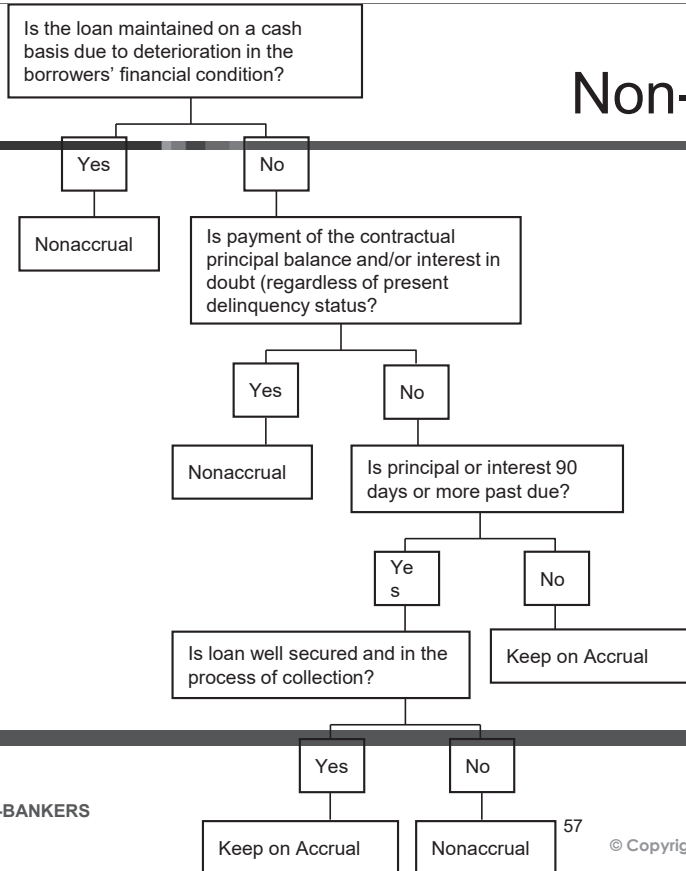 Is the loan maintained on a cash
basis due to deterioration in the
borrowers’ financial condition?
Non-
Yes
No
Nonaccrual
Is payment of the contractual
principal balance and/or interest in
doubt (regardless of present
delinquency status?
Yes
No
Nonaccrual
Is principal or interest 90
days or more past due?
Ye
s
No
Is loan well secured and in the
process of collection?
Keep on Accrual
Yes
No
-BANKERS
57
© Copyrig
Keep on Accrual
Nonaccrual